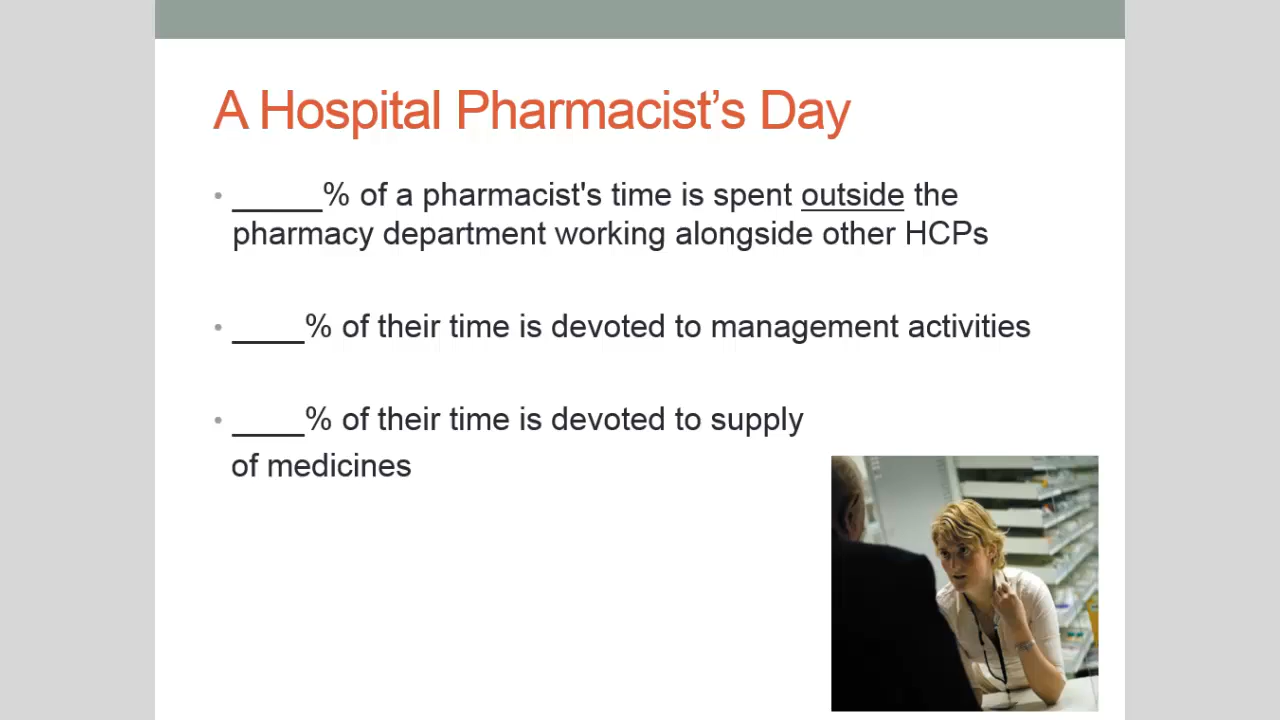 A Hospital Pharmacist’s Day
• _____% of a pharmacist's time is spent outside the
pharmacy department working alongside other HCPs
• ____% of their time is devoted to management activities
• ____% of their time is devoted to supply
of medicines